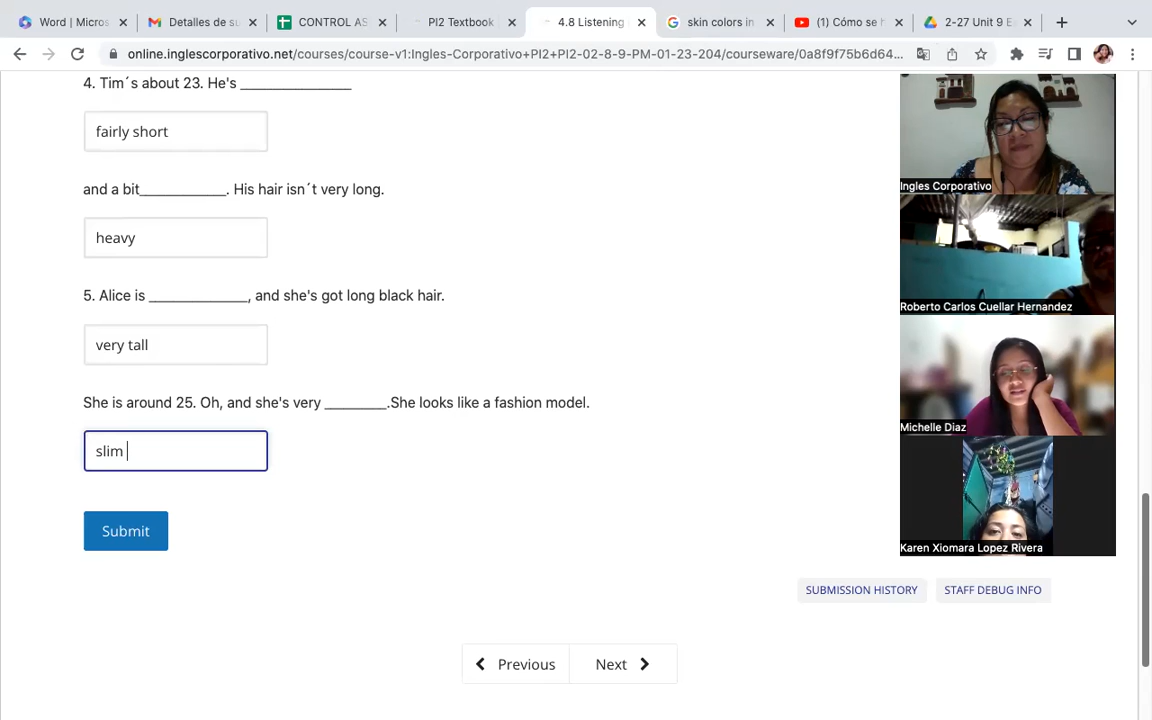 Word | Micros
Detalles de su
CONTROL AS
PI2 Textbook
4.8 Listening
skin colors in
(1) Cómo se h
2-27 Unit 9 E
online.inglescorporativo.net/courses/course-v1:Ingles-Corporativo+PI2+PI2-02-8-9-PM-01-23-204/courseware/0a8f9f75b6d64...
4. Tim´s about 23. He's ________________
fairly short
and a bit____________. His hair isn´t very long.
heavy
5. Alice is ______________, and she's got long black hair.
very tall
She is around 25. Oh, and she's very _________.She looks like a fashion model.
slim
Submit
Ingles Corporativo
Roberto Carlos Cuellar Hernandez
Michelle Diaz
Karen Xiomara Lopez Rivera
SUBMISSION HISTORY
STAFF DEBUG INFO
Previous
Next